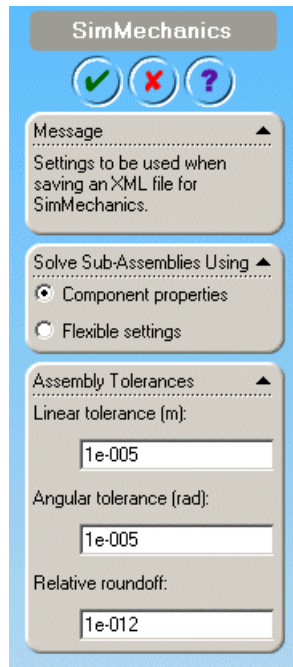 SimMechanics
?
Message
Settings to be used when
saving an XML file for
SimMechanics.
Solve Sub-Assemblies Using
Component properties
Flexible settings
Assembly Tolerances
Linear tolerance (m):
1e-005
Angular tolerance (rad):
1e-005
Relative roundoff:
1e-012